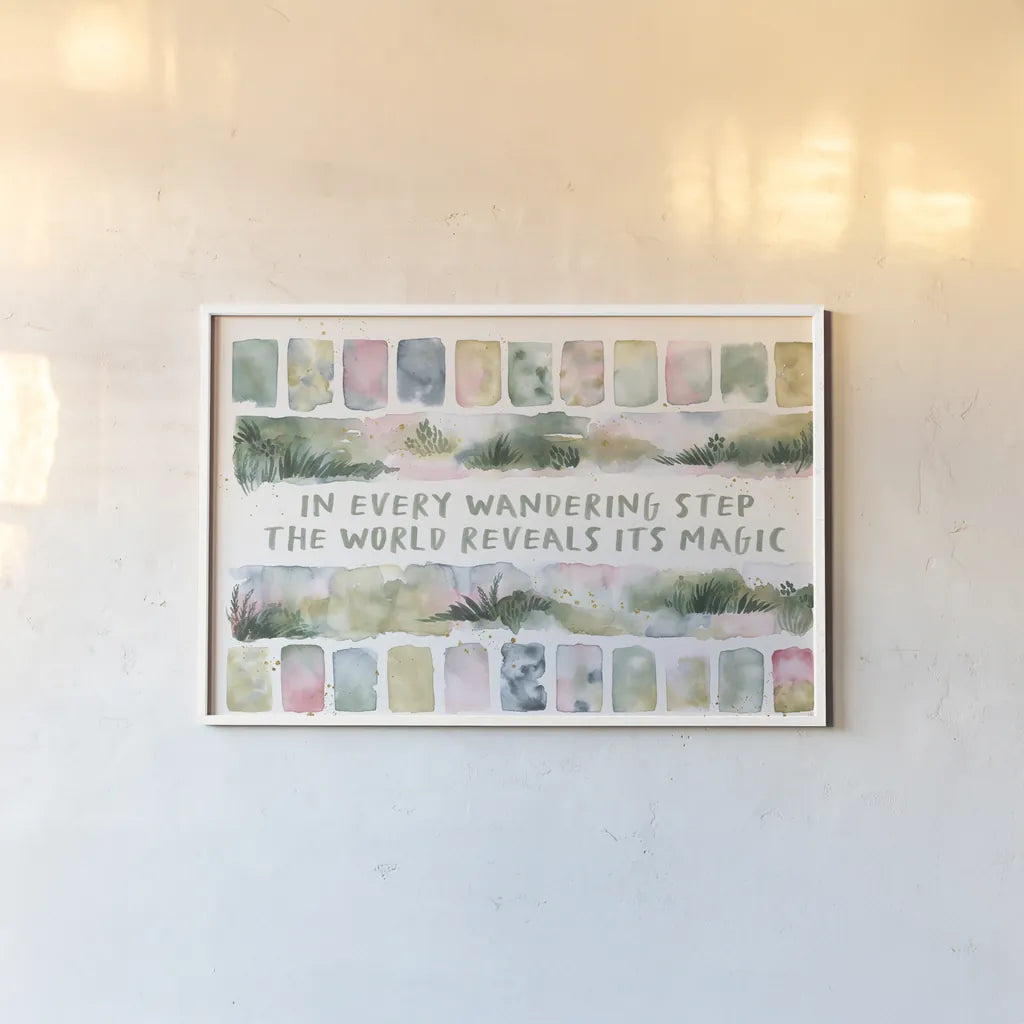 IN EVERY WANDERING STEP
THE WORLD REVEALS ITS MAGIC